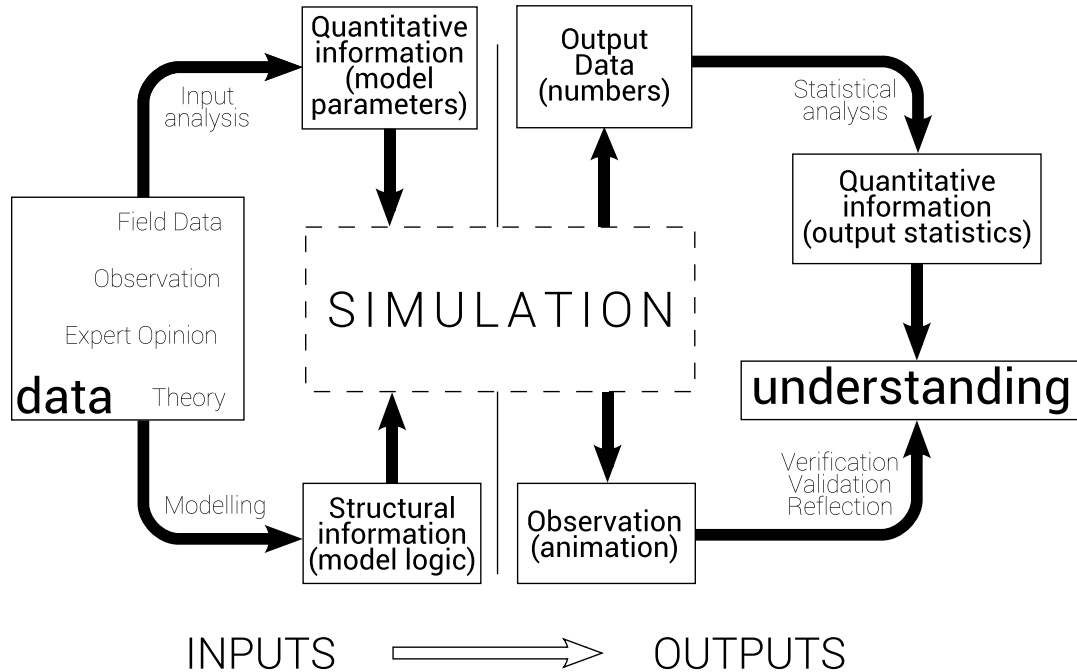 Quantitative
information
(model
parameters)
Output
Data
(numbers)
Input
analysis
Statistical
analysis
Quantitative
information
(output statistics)
Field Data
Observation
Expert Opinion
Theory
data
SIMULATION
understanding
Modelling
Structural
information
(model logic)
Observation
(animation)
Verification
Validation
Reflection
INPUTS
OUTPUTS